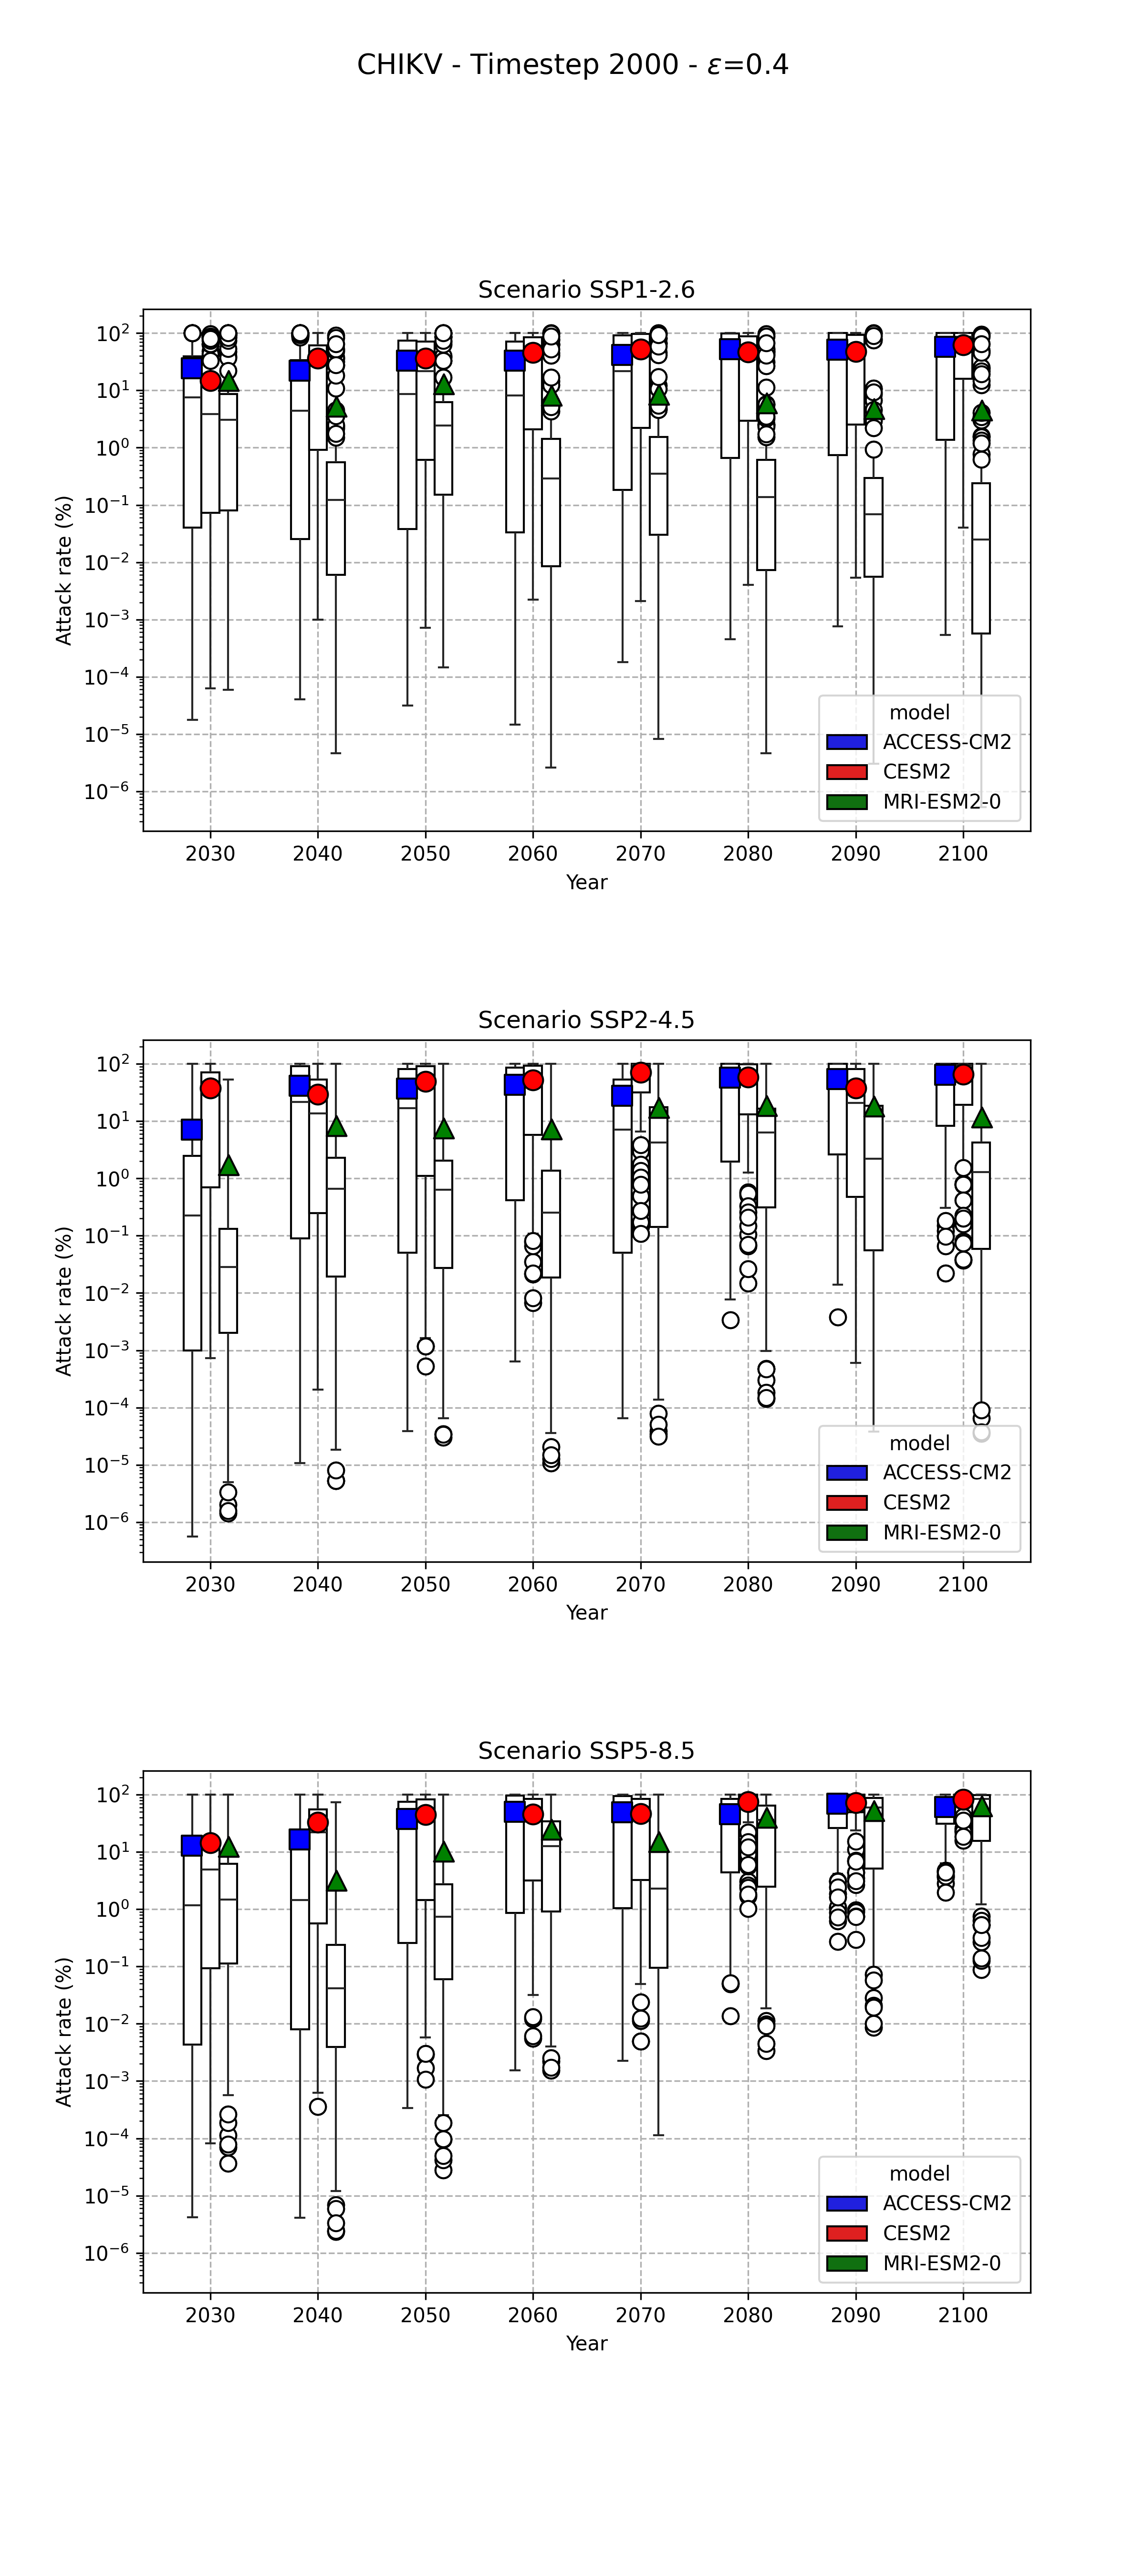 CHIKV - Timestep 2000 - ε=0.4
Scenario SSP1-2.6
Attack rate (%)
10²
10¹
10⁰
10⁻¹
10⁻²
10⁻³
10⁻⁴
10⁻⁵
10⁻⁶
model
ACCESS-CM2
CESM2
MRI-ESM2-0
2030 2040 2050 2060 2070 2080 2090 2100
Year
Scenario SSP2-4.5
Attack rate (%)
10²
10¹
10⁰
10⁻¹
10⁻²
10⁻³
10⁻⁴
10⁻⁵
10⁻⁶
model
ACCESS-CM2
CESM2
MRI-ESM2-0
2030 2040 2050 2060 2070 2080 2090 2100
Year
Scenario SSP5-8.5
Attack rate (%)
10²
10¹
10⁰
10⁻¹
10⁻²
10⁻³
10⁻⁴
10⁻⁵
10⁻⁶
model
ACCESS-CM2
CESM2
MRI-ESM2-0
2030 2040 2050 2060 2070 2080 2090 2100
Year